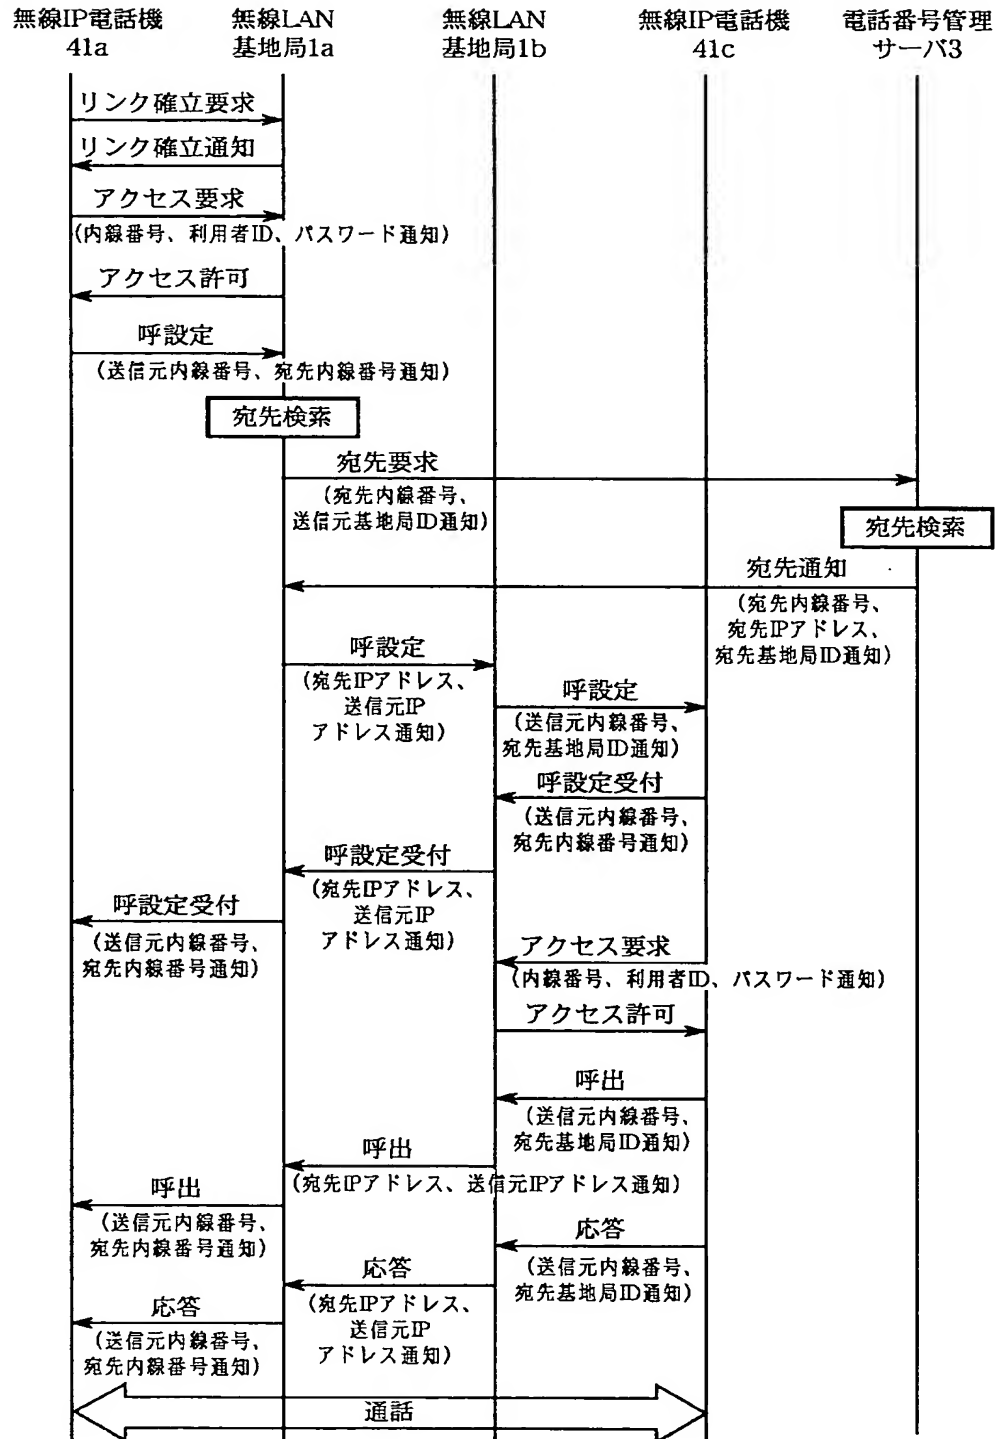 無線IP電話機
41a
無線LAN
基地局1a
無線LAN
基地局1b
無線IP電話機
41c
電話番号管理
サーバ3
リンク確立要求
リンク確立通知
アクセス要求
(内線番号、利用者ID、パスワード通知)
アクセス許可
呼設定
(送信元内線番号、宛先内線番号通知)
宛先検索
宛先要求
(宛先内線番号、
送信元基地局ID通知)
宛先検索
宛先通知
(宛先内線番号、
宛先IPアドレス、
宛先基地局ID通知)
呼設定
(宛先IPアドレス、
送信元IP
アドレス通知)
呼設定
(送信元内線番号、
宛先基地局ID通知)
呼設定受付
(送信元内線番号、
宛先内線番号通知)
呼設定受付
(宛先IPアドレス、
送信元IP
アドレス通知)
呼設定受付
(送信元内線番号、
宛先内線番号通知)
アクセス要求
(内線番号、利用者ID、パスワード通知)
アクセス許可
呼出
(送信元内線番号、
宛先基地局ID通知)
呼出
(宛先IPアドレス、送信元IPアドレス通知)
呼出
(送信元内線番号、
宛先内線番号通知)
応答
(送信元内線番号、
宛先基地局ID通知)
応答
(宛先IPアドレス、
送信元IP
アドレス通知)
応答
(送信元内線番号、
宛先内線番号通知)
通話